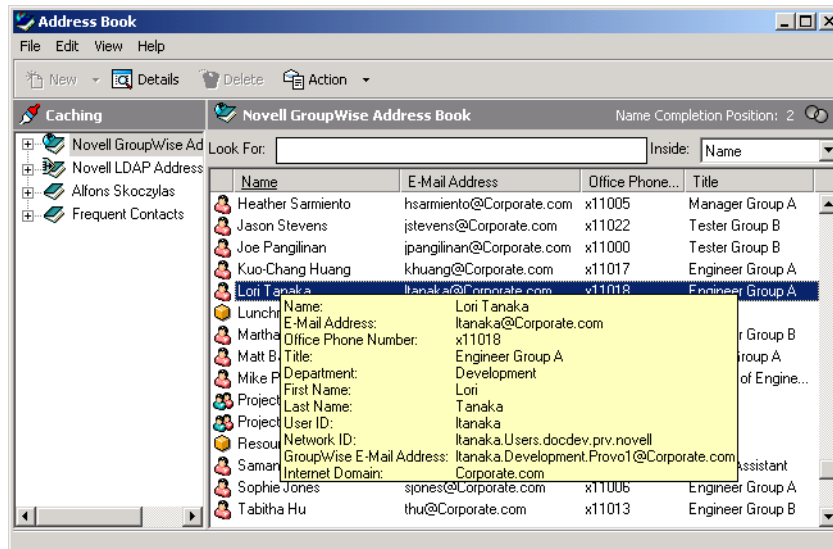 Address Book
File Edit View Help
New Details Delete Action
Caching
Novell GroupWise Ad
Novell LDAP Address
Alfons Skoczylas
Frequent Contacts
Novell GroupWise Address Book Name Completion Position: 2
Look For: Inside: Name
Name E-Mail Address Office Phone... Title
Heather Sarmiento hsarmiento@Corporate.com x11005 Manager Group A
Jason Stevens jstevens@Corporate.com x11022 Tester Group B
Joe Pangilinan jpangilinan@Corporate.com x11000 Tester Group B
Kuo-Chang Huang khuang@Corporate.com x11017 Engineer Group A
Lori Tanaka ltanaka@Corporate.com x11018 Engineer Group A
Martha r Group B
Matt B roup A
Mike P of Engine...
Project
Project
Resou
Saman Assistant
Sophie Jones sjones@Corporate.com x11006 Engineer Group A
Tabitha Hu thu@Corporate.com x11013 Engineer Group B
Name: Lori Tanaka
E-Mail Address: ltanaka@Corporate.com
Office Phone Number: x11018
Title: Engineer Group A
Department: Development
First Name: Lori
Last Name: Tanaka
User ID: ltanaka
Network ID: ltanaka.Users.docdev.prv.novell
GroupWise E-Mail Address: ltanaka.Development.Provo1@Corporate.com
Internet Domain: Corporate.com